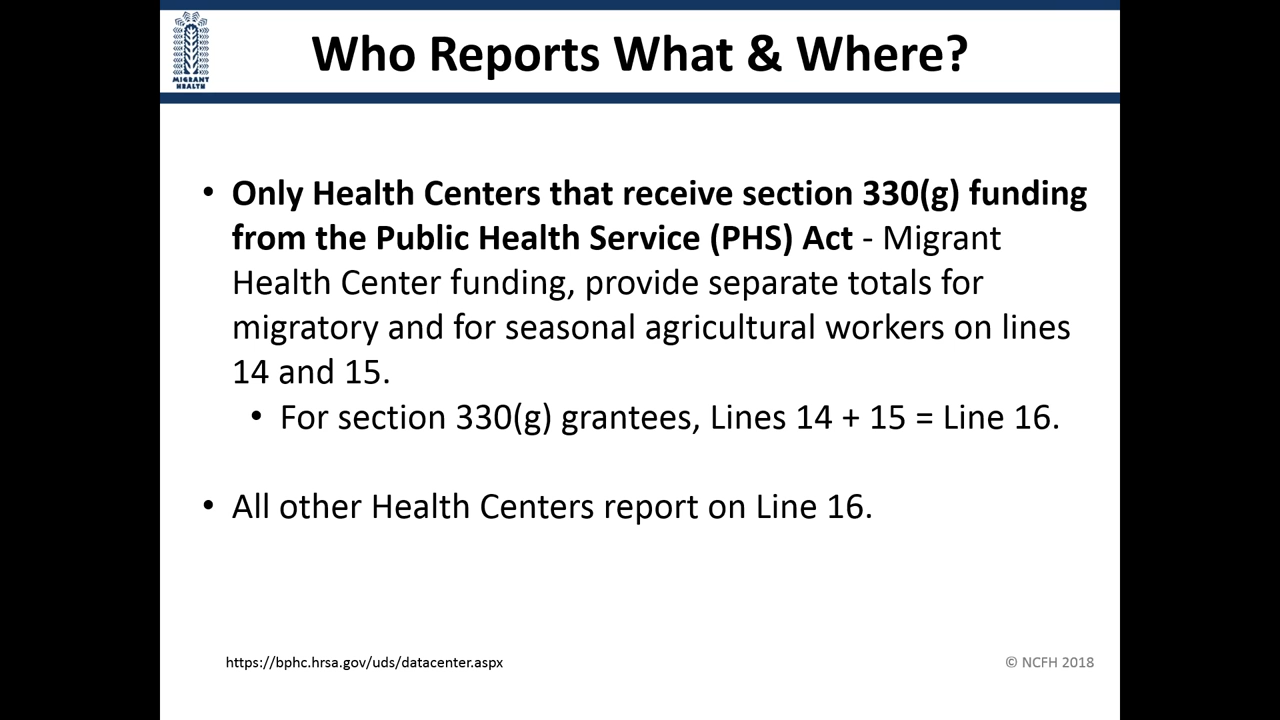 MIGRANT
HEALTH
Who Reports What & Where?
• Only Health Centers that receive section 330(g) funding
from the Public Health Service (PHS) Act - Migrant
Health Center funding, provide separate totals for
migratory and for seasonal agricultural workers on lines
14 and 15.
• For section 330(g) grantees, Lines 14 + 15 = Line 16.
• All other Health Centers report on Line 16.
https://bphc.hrsa.gov/uds/datacenter.aspx
© NCFH 2018